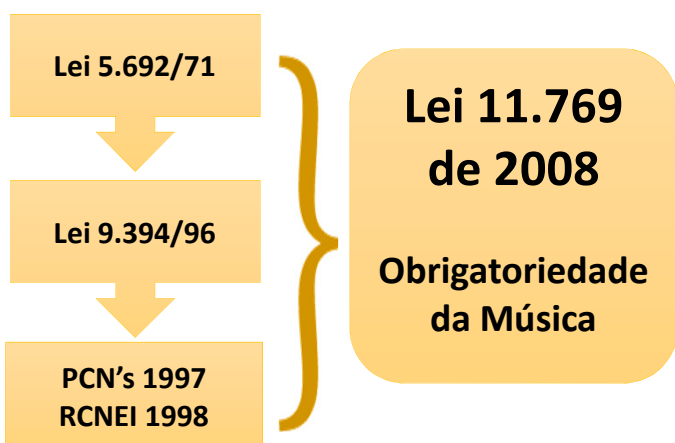 Lei 5.692/71
Lei 9.394/96
PCN’s 1997
RCNEI 1998
Lei 11.769
de 2008
Obrigatoriedade
da Música